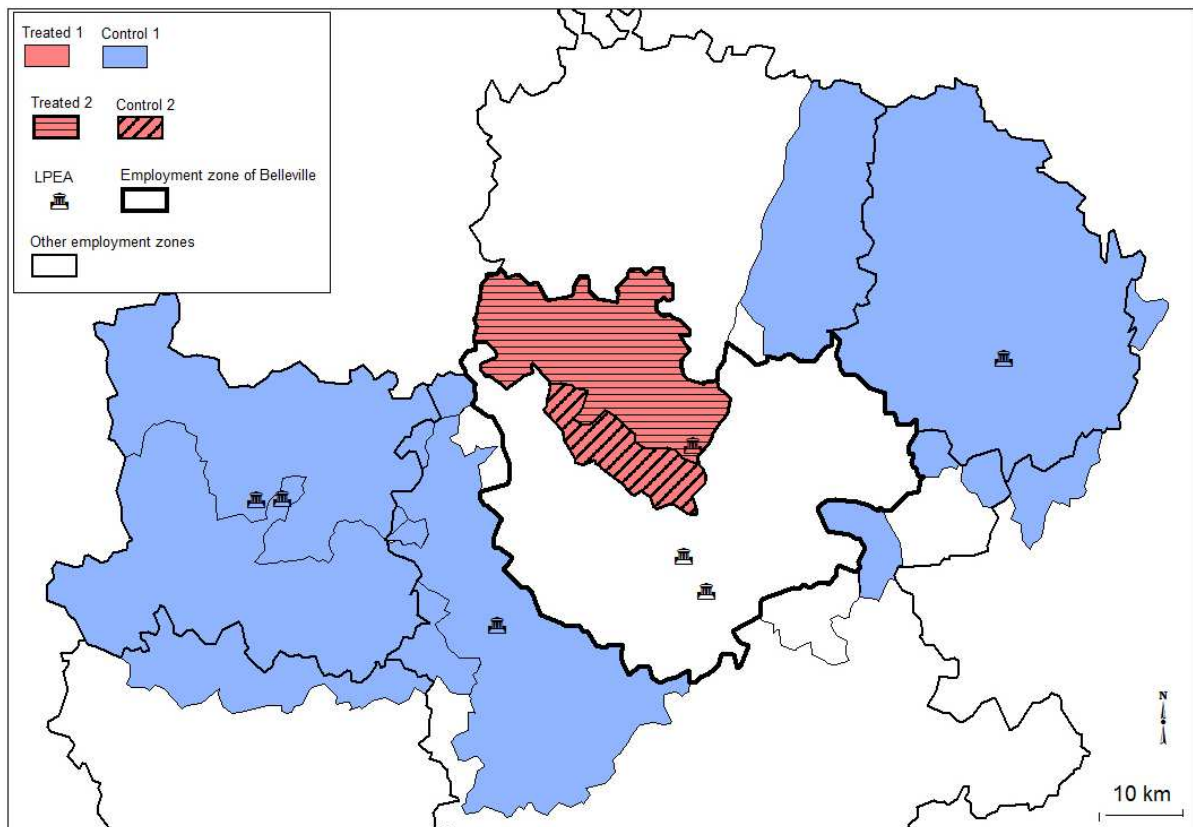 Treated 1 Control 1
Treated 2 Control 2
LPEA Employment zone of Belleville
Other employment zones
N
10 km